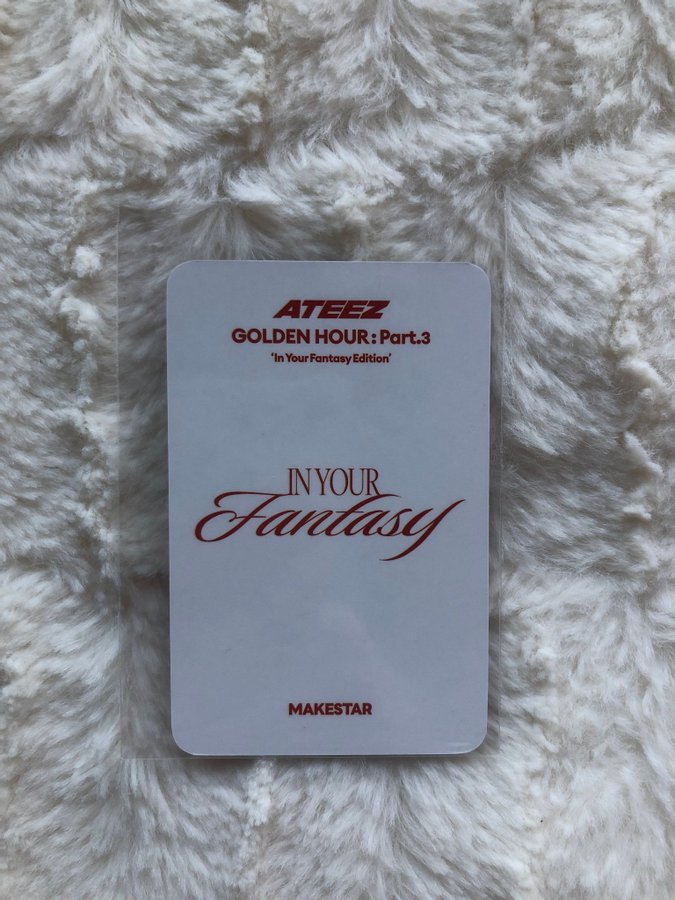 ATEEZ
GOLDEN HOUR : Part.3
‘In Your Fantasy Edition’
IN YOUR
Fantasy
MAKESTAR